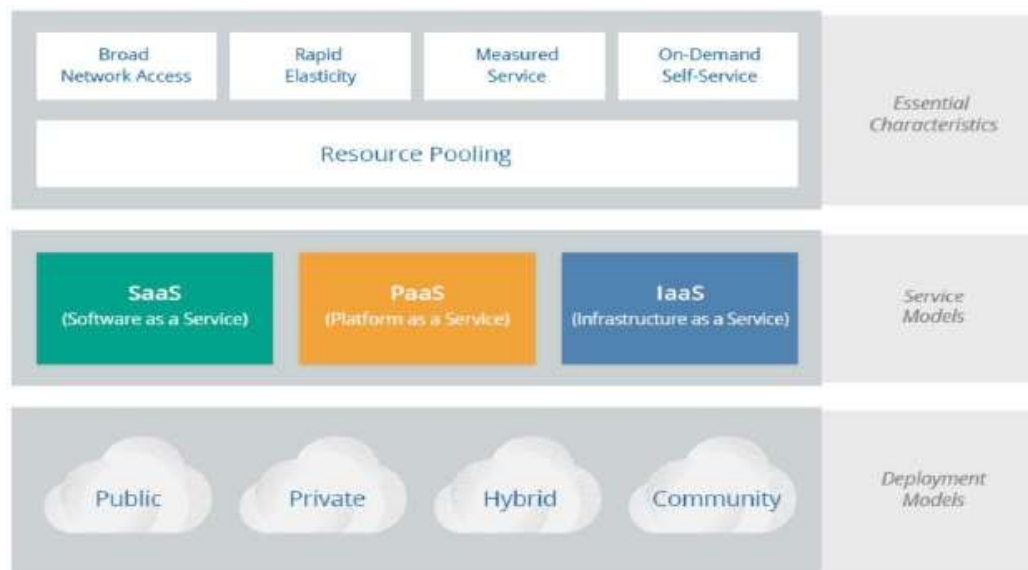 Broad
Network Access
Rapid
Elasticity
Measured
Service
On-Demand
Self-Service
Resource Pooling
Essential
Characteristics
SaaS
(Software as a Service)
PaaS
(Platform as a Service)
IaaS
(Infrastructure as a Service)
Service
Models
Public
Private
Hybrid
Community
Deployment
Models